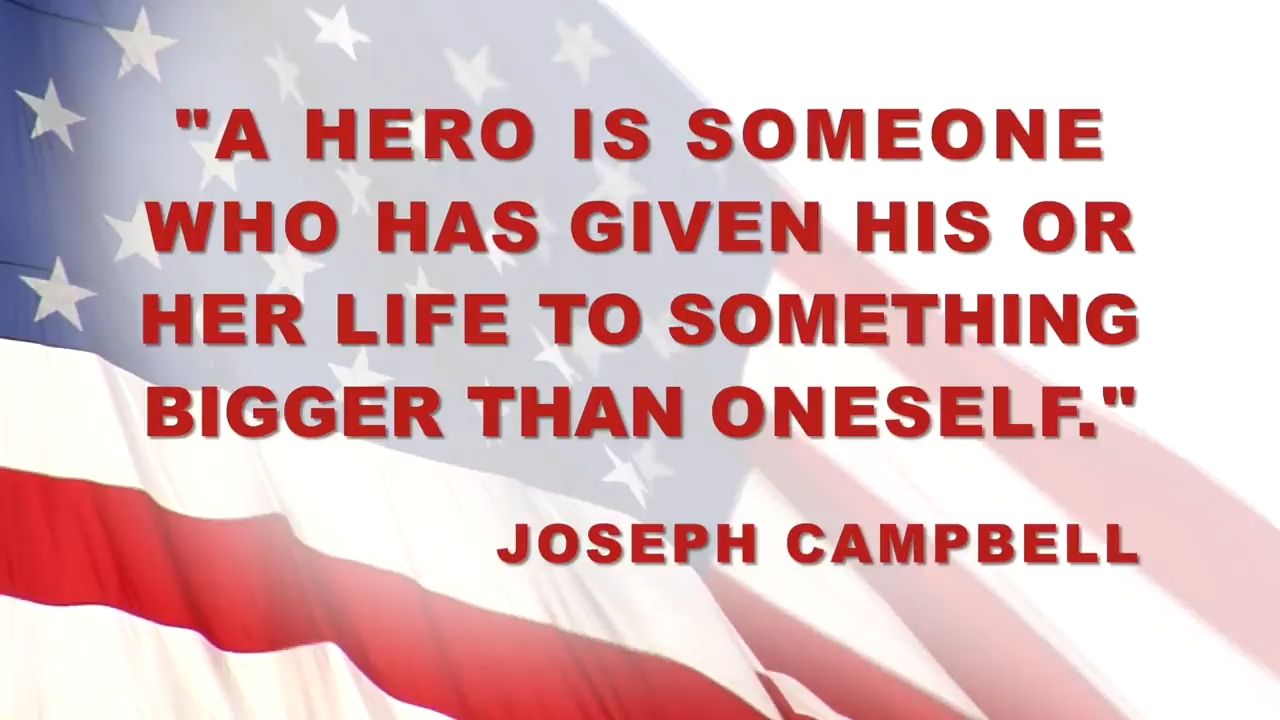 "A HERO IS SOMEONE
WHO HAS GIVEN HIS OR
HER LIFE TO SOMETHING
BIGGER THAN ONESELF."
JOSEPH CAMPBELL